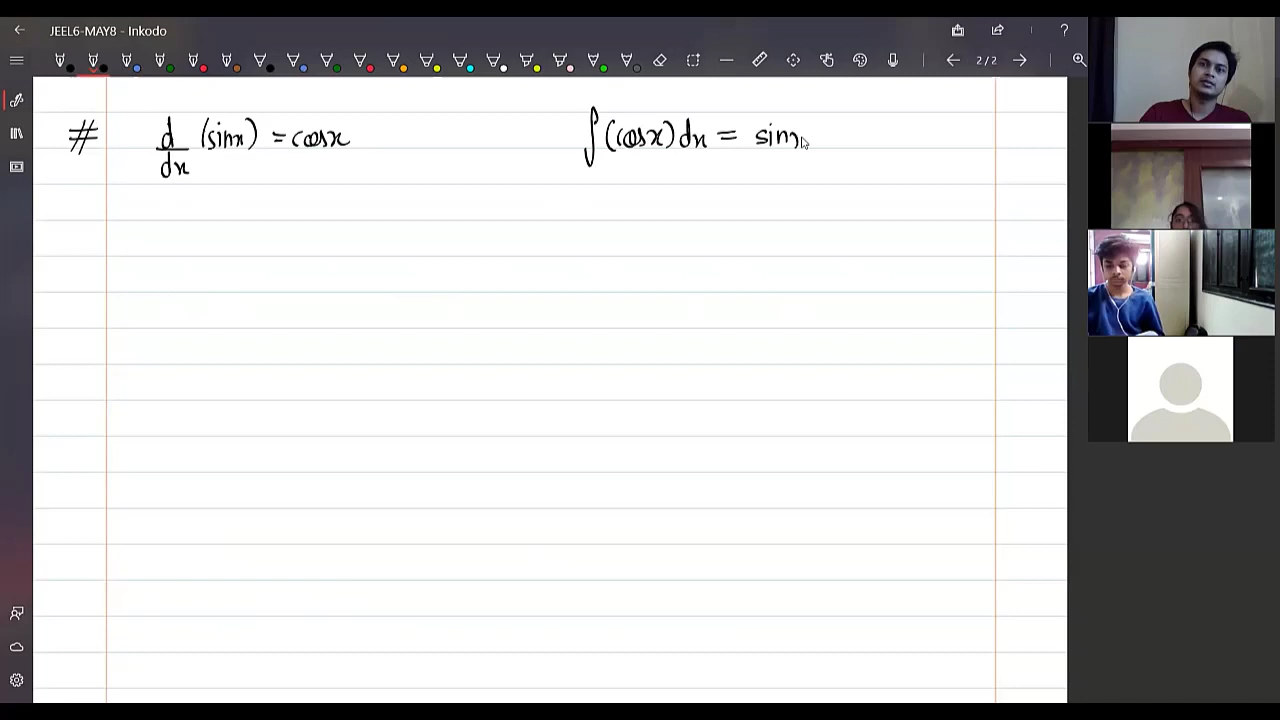 JEEL6-MAY8 - Inkodo
2/2
# d/dx (sinx) = cosx ∫(cosx)dx = sinx